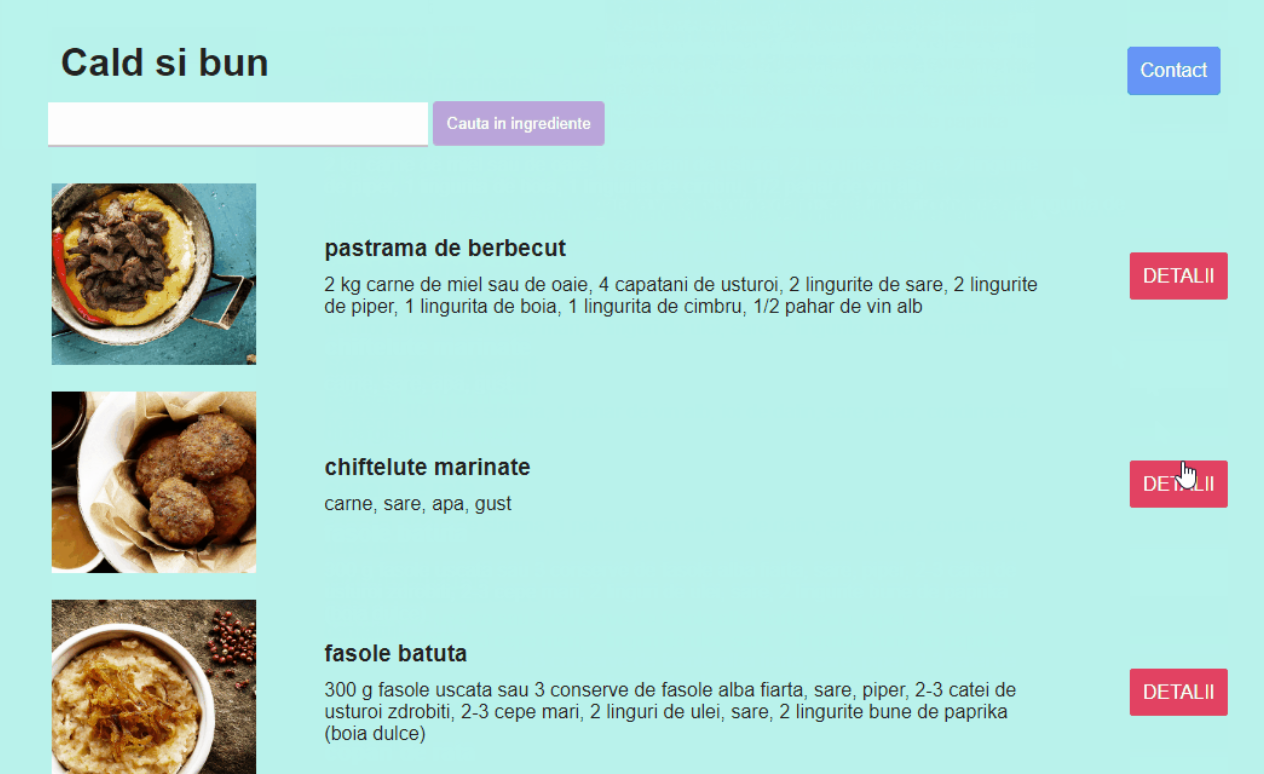 Cald si bun
Contact
Cauta in ingrediente
pastrama de berbecut
2 kg carne de miel sau de oaie, 4 capatani de usturoi, 2 lingurite de sare, 2 lingurite
de piper, 1 lingurita de boia, 1 lingurita de cimbru, 1/2 pahar de vin alb
DETALII
chiftelute marinate
carne, sare, apa, gust
DETALII
fasole batuta
300 g fasole uscata sau 3 conserve de fasole alba fiarta, sare, piper, 2-3 catei de
usturoi zdrobiti, 2-3 cepe mari, 2 linguri de ulei, sare, 2 lingurite bune de paprika
(boia dulce)
DETALII